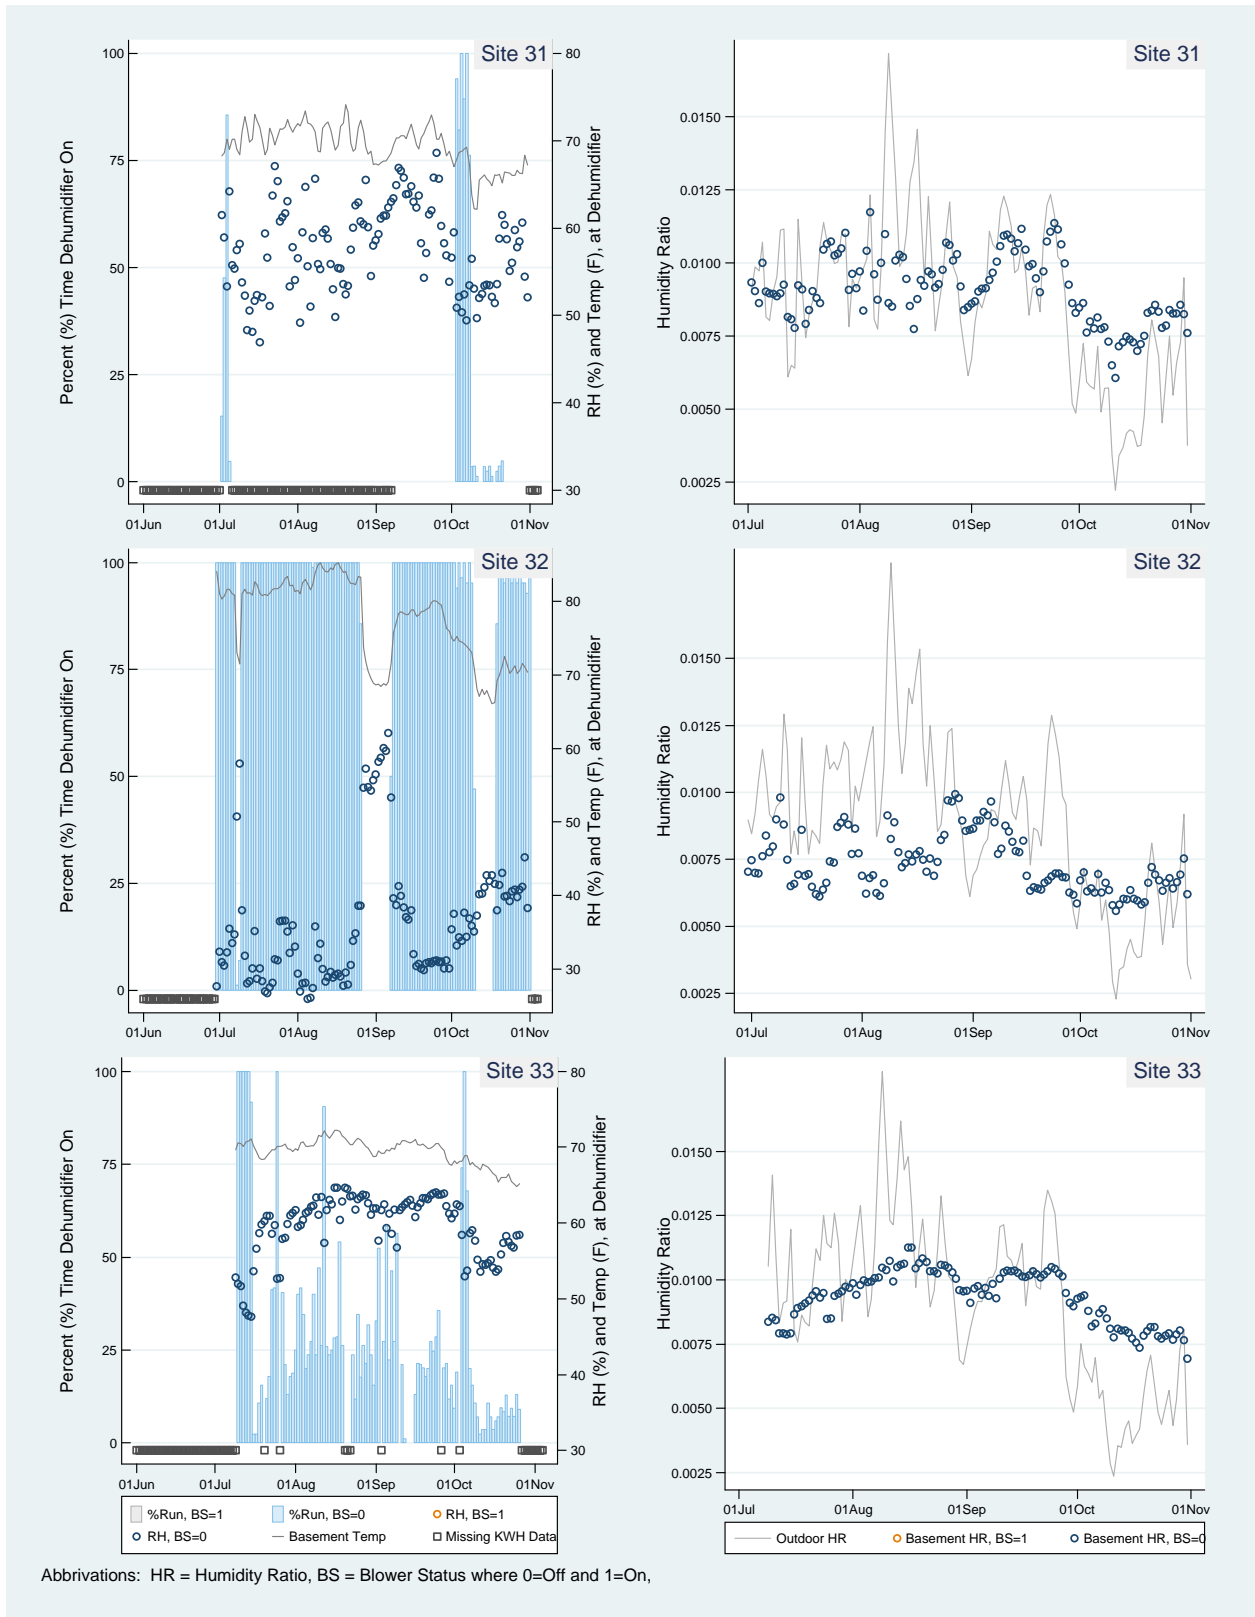 Site 31
100
75
50
25
0
80
70
60
50
40
30
Percent (%) Time Dehumidifier On
RH (%) and Temp (F), at Dehumidifier
01Jun 01Jul 01Aug 01Sep 01Oct 01Nov
Site 31
0.0150
0.0125
0.0100
0.0075
0.0050
0.0025
Humidity Ratio
01Jul 01Aug 01Sep 01Oct 01Nov
Site 32
100
75
50
25
0
80
70
60
50
40
30
Percent (%) Time Dehumidifier On
RH (%) and Temp (F), at Dehumidifier
01Jun 01Jul 01Aug 01Sep 01Oct 01Nov
Site 32
0.0150
0.0125
0.0100
0.0075
0.0050
0.0025
Humidity Ratio
01Jul 01Aug 01Sep 01Oct 01Nov
Site 33
100
75
50
25
0
80
70
60
50
40
30
Percent (%) Time Dehumidifier On
RH (%) and Temp (F), at Dehumidifier
01Jun 01Jul 01Aug 01Sep 01Oct 01Nov
%Run, BS=1 %Run, BS=0 RH, BS=1
RH, BS=0 Basement Temp Missing KWH Data
Site 33
0.0150
0.0125
0.0100
0.0075
0.0050
0.0025
Humidity Ratio
01Jul 01Aug 01Sep 01Oct 01Nov
Outdoor HR Basement HR, BS=1 Basement HR, BS=0
Abbrivations: HR = Humidity Ratio, BS = Blower Status where 0=Off and 1=On,